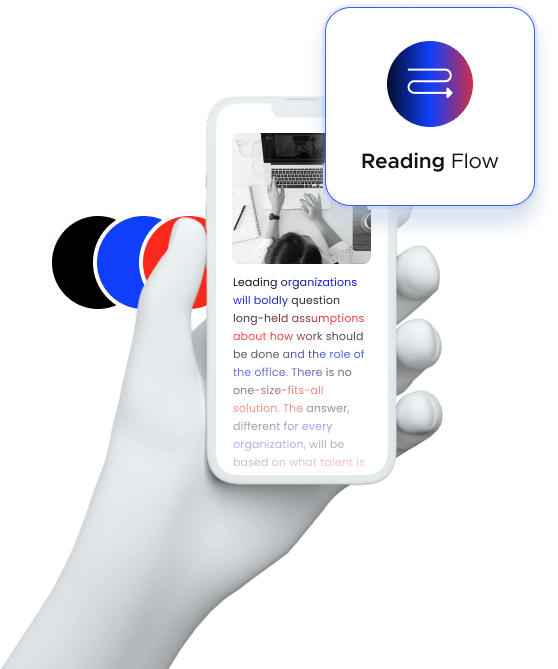 Reading Flow
Leading organizations
will boldly question
long-held assumptions
about how work should
be done and the role of
the office. There is no
one-size-fits-all
solution. The answer,
different for every
organization, will be
based on what talent is